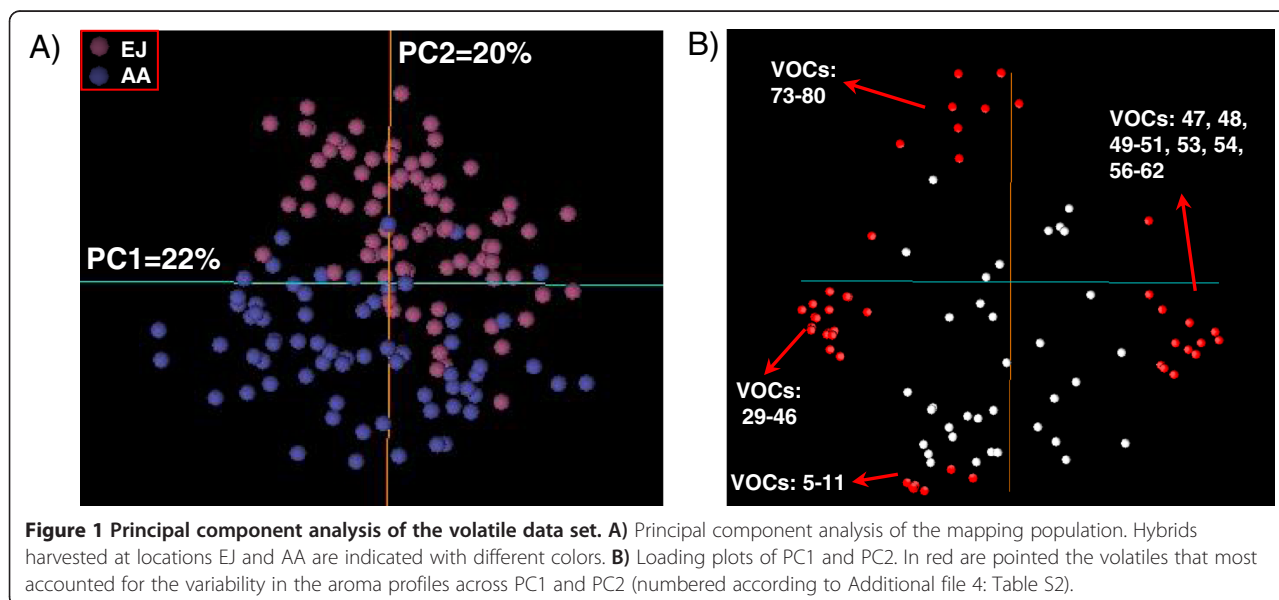 A)
EJ
AA
PC2=20%
PC1=22%
B)
VOCs:
73-80
VOCs: 47, 48,
49-51, 53, 54,
56-62
VOCs:
29-46
VOCs: 5-11
Figure 1 Principal component analysis of the volatile data set. A) Principal component analysis of the mapping population. Hybrids
harvested at locations EJ and AA are indicated with different colors. B) Loading plots of PC1 and PC2. In red are pointed the volatiles that most
accounted for the variability in the aroma profiles across PC1 and PC2 (numbered according to Additional file 4: Table S2).